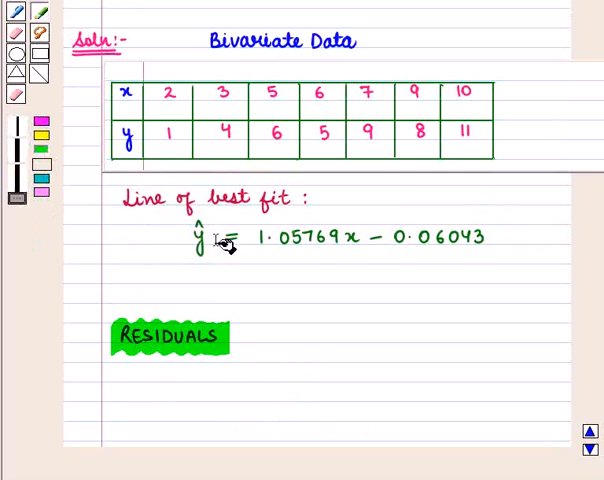 Soln:- Bivariate Data
x 2 3 5 6 7 9 10
y 1 4 6 5 9 8 11
Line of best fit :
ŷ = 1.05769x - 0.06043
RESIDUALS